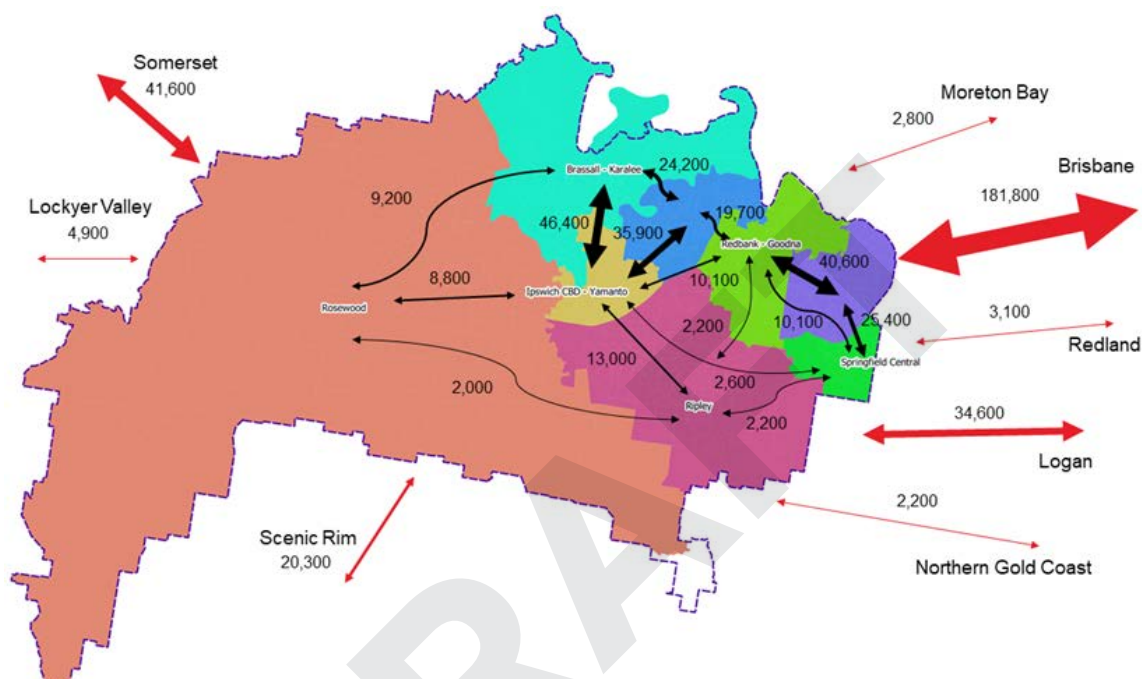 Somerset
41,600
Moreton Bay
2,800
Brisbane
181,800
Lockyer Valley
4,900
9,200
Brassall - Karalee
24,200
46,400
35,900
19,700
Redbank - Goodna
40,600
8,800
Rosewood
Ipswich CBD - Yamanto
10,100
2,200
10,100
25,400
3,100
Redland
Springfield Central
13,000
2,600
2,000
Ripley
2,200
34,600
Logan
Scenic Rim
20,300
2,200
Northern Gold Coast
DRAFT